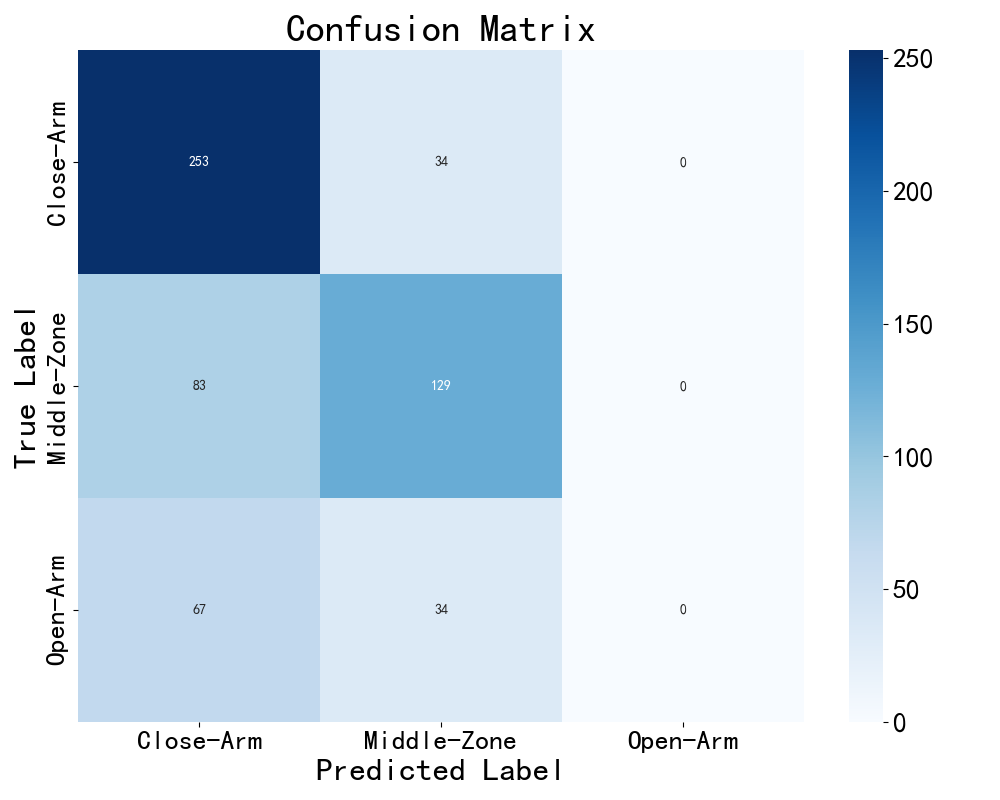 Confusion Matrix
True Label
Close-Arm
Middle-Zone
Open-Arm
253 34 0
83 129 0
67 34 0
Close-Arm Middle-Zone Open-Arm
Predicted Label
250
200
150
100
50
0